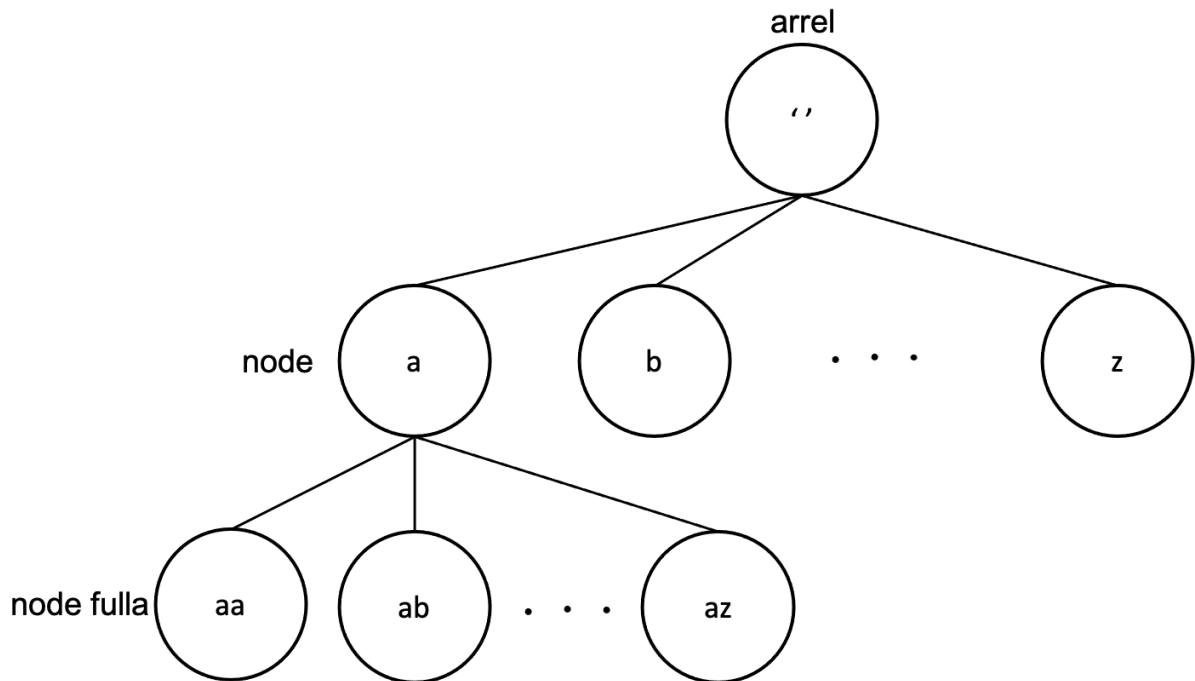 arrel
‘ ’
node
a
b
. . .
z
node fulla
aa
ab
. . .
az